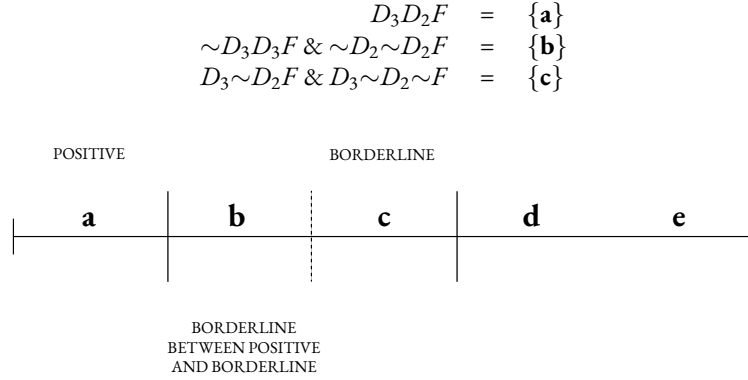 D₃D₂F = {a}
~D₃D₃F & ~D₂~D₂F = {b}
D₃~D₂F & D₃~D₂~F = {c}
POSITIVE BORDERLINE
a b c d e
BORDERLINE
BETWEEN POSITIVE
AND BORDERLINE